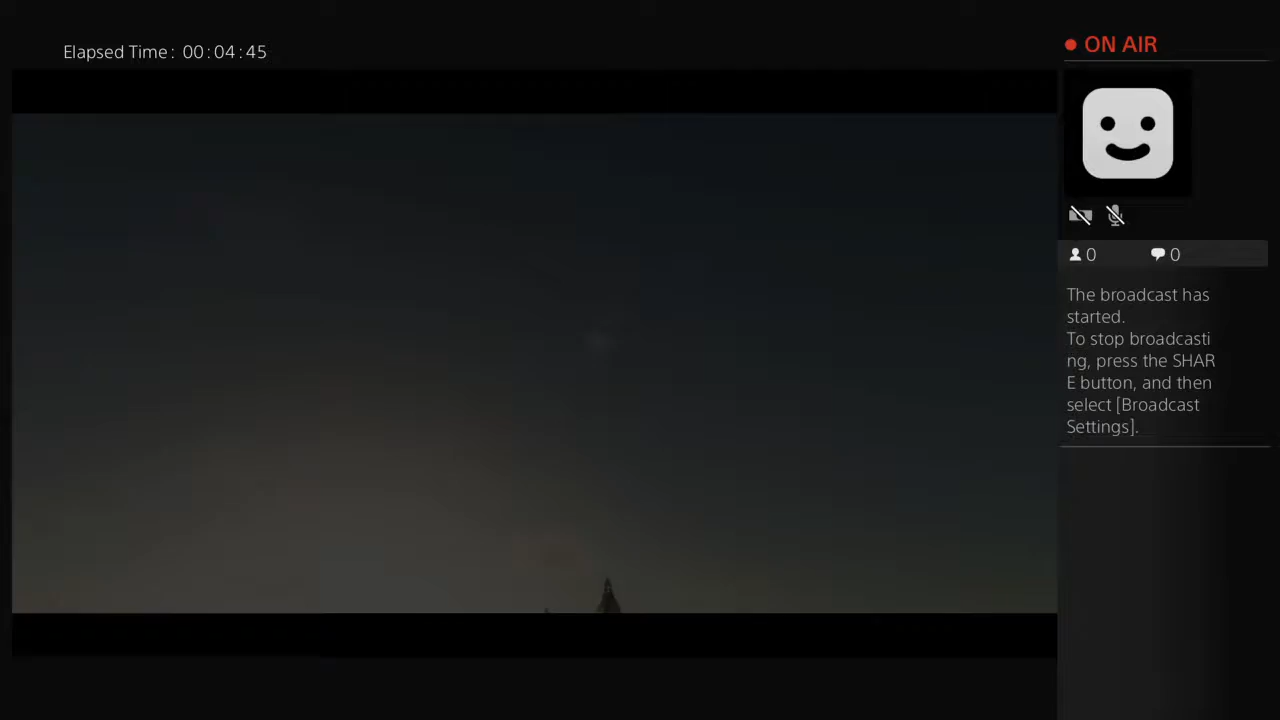 Elapsed Time: 00:04:45
ON AIR
0 0
The broadcast has
started.
To stop broadcasti
ng, press the SHAR
E button, and then
select [Broadcast
Settings].